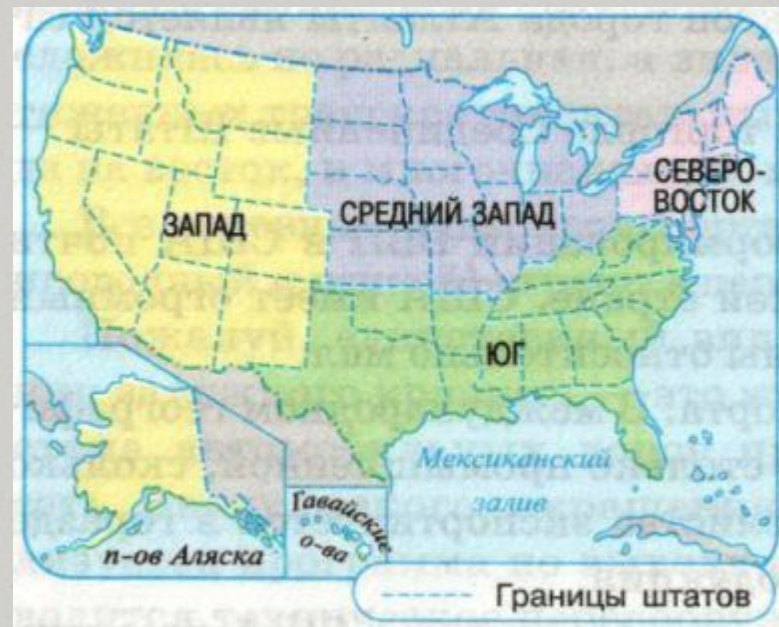 СЕВЕРО-
ВОСТОК
ЗАПАД
СРЕДНИЙ ЗАПАД
ЮГ
Мексиканский
залив
Гавайские
о-ва
п-ов Аляска
Границы штатов